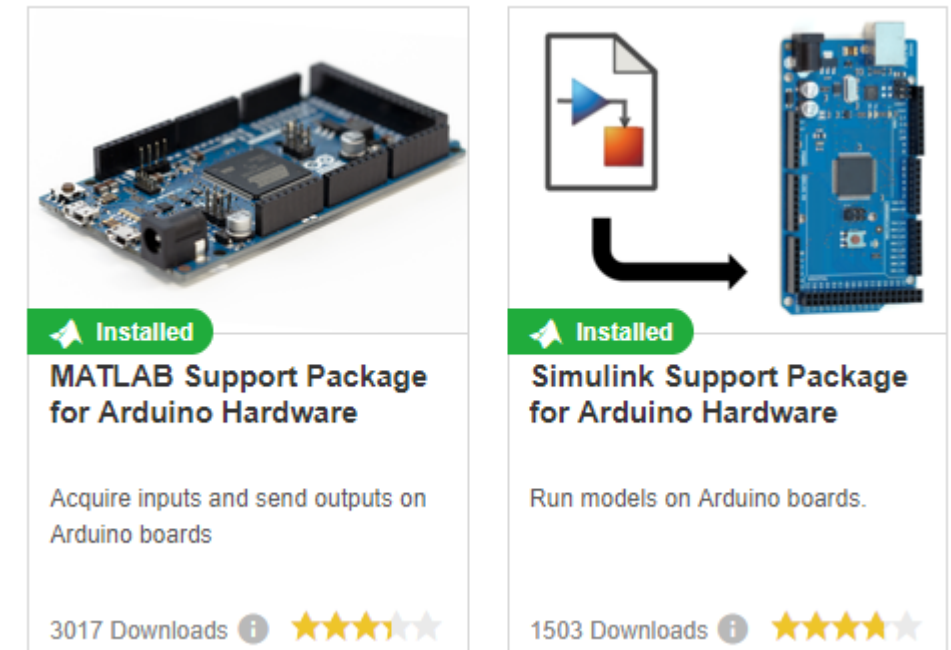 Installed
MATLAB Support Package
for Arduino Hardware
Acquire inputs and send outputs on
Arduino boards
3017 Downloads
Installed
Simulink Support Package
for Arduino Hardware
Run models on Arduino boards.
1503 Downloads